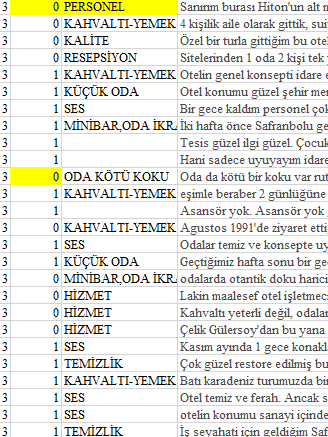 3 0 PERSONEL Sanırım burası Hiton'un alt m
3 0 KAHVALTI-YEMEK 4 kişilik aile olarak gittik, suit
3 0 KALİTE Özel bir turla gittiğim bu ote
3 0 RESEPSİYON Sitelerinden 1 oda 2 kişi tek y
3 1 KAHVALTI-YEMEK Otelin genel konsepti idare e
3 1 KÜÇÜK ODA Otel konumu güzel şehir mer
3 1 SES Bir gece kaldım personel çok
3 1 MİNİBAR,ODA İKRA İki hafta önce Safranbolu ge
3 1 Tesis güzel ilgi güzel. Çocuk
3 1 Hani sadece uyuyayım idare
3 0 ODA KÖTÜ KOKU Oda da kötü bir koku var rut
3 1 KAHVALTI-YEMEK eşimle beraber 2 günlüğüne
3 1 Asansör yok. Asansör yok
3 0 KAHVALTI-YEMEK Agustos 1991'de ziyaret etti
3 1 SES Odalar temiz ve konsepte uy
3 1 KÜÇÜK ODA Geçtiğimiz hafta sonu bir ge
3 0 MİNİBAR,ODA İKRA odalarda otantik doku harici
3 0 HİZMET Lakin maalesef otel işletmec
3 0 HİZMET Kahvaltı yeterli değil, odalar
3 0 HİZMET Çelik Gülersoy'dan bu yana
3 1 SES Kasım ayında 1 gece konakl
3 1 TEMİZLİK Çok güzel restore edilmiş bu
3 1 KAHVALTI-YEMEK Batı karadeniz turumuzda bir
3 1 SES Otel temiz ve ferah. Ancak s
3 1 SES otelin konumu sanayi içinde
3 0 TEMİZLİK İş seyahati için geldiğim Saf